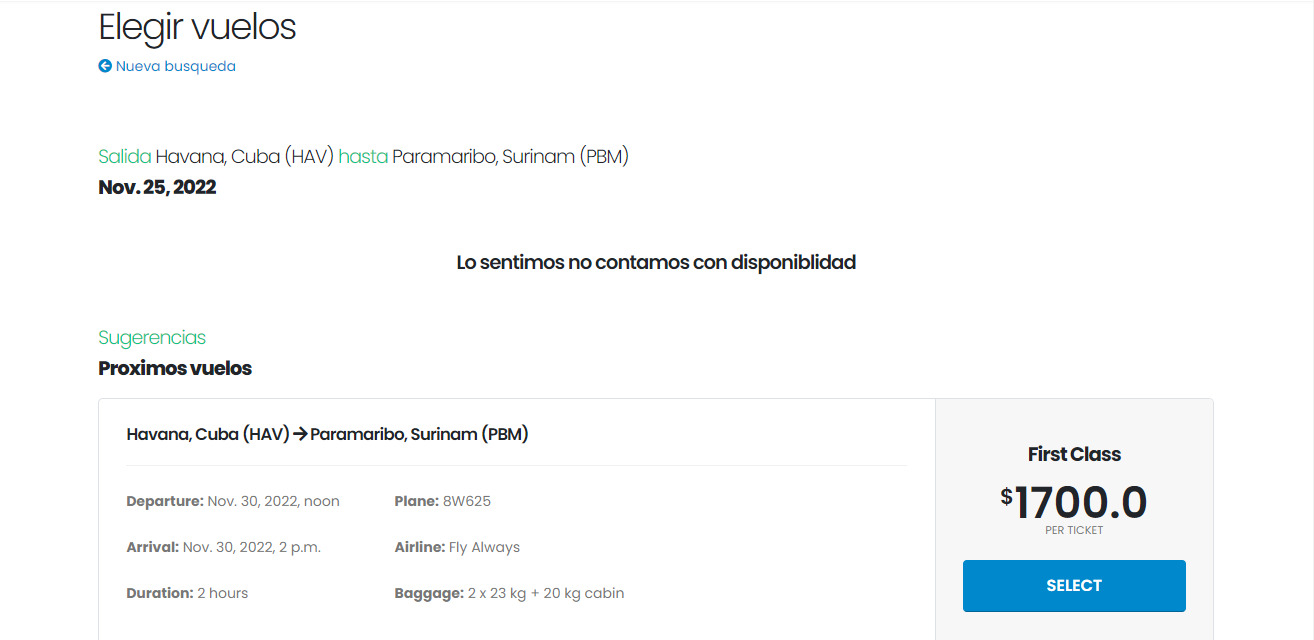 Elegir vuelos
Nueva busqueda
Salida Havana, Cuba (HAV) hasta Paramaribo, Surinam (PBM)
Nov. 25, 2022
Lo sentimos no contamos con disponiblidad
Sugerencias
Proximos vuelos
Havana, Cuba (HAV) → Paramaribo, Surinam (PBM)
Departure: Nov. 30, 2022, noon
Plane: 8W625
Arrival: Nov. 30, 2022, 2 p.m.
Airline: Fly Always
Duration: 2 hours
Baggage: 2 x 23 kg + 20 kg cabin
First Class
$1700.0
PER TICKET
SELECT